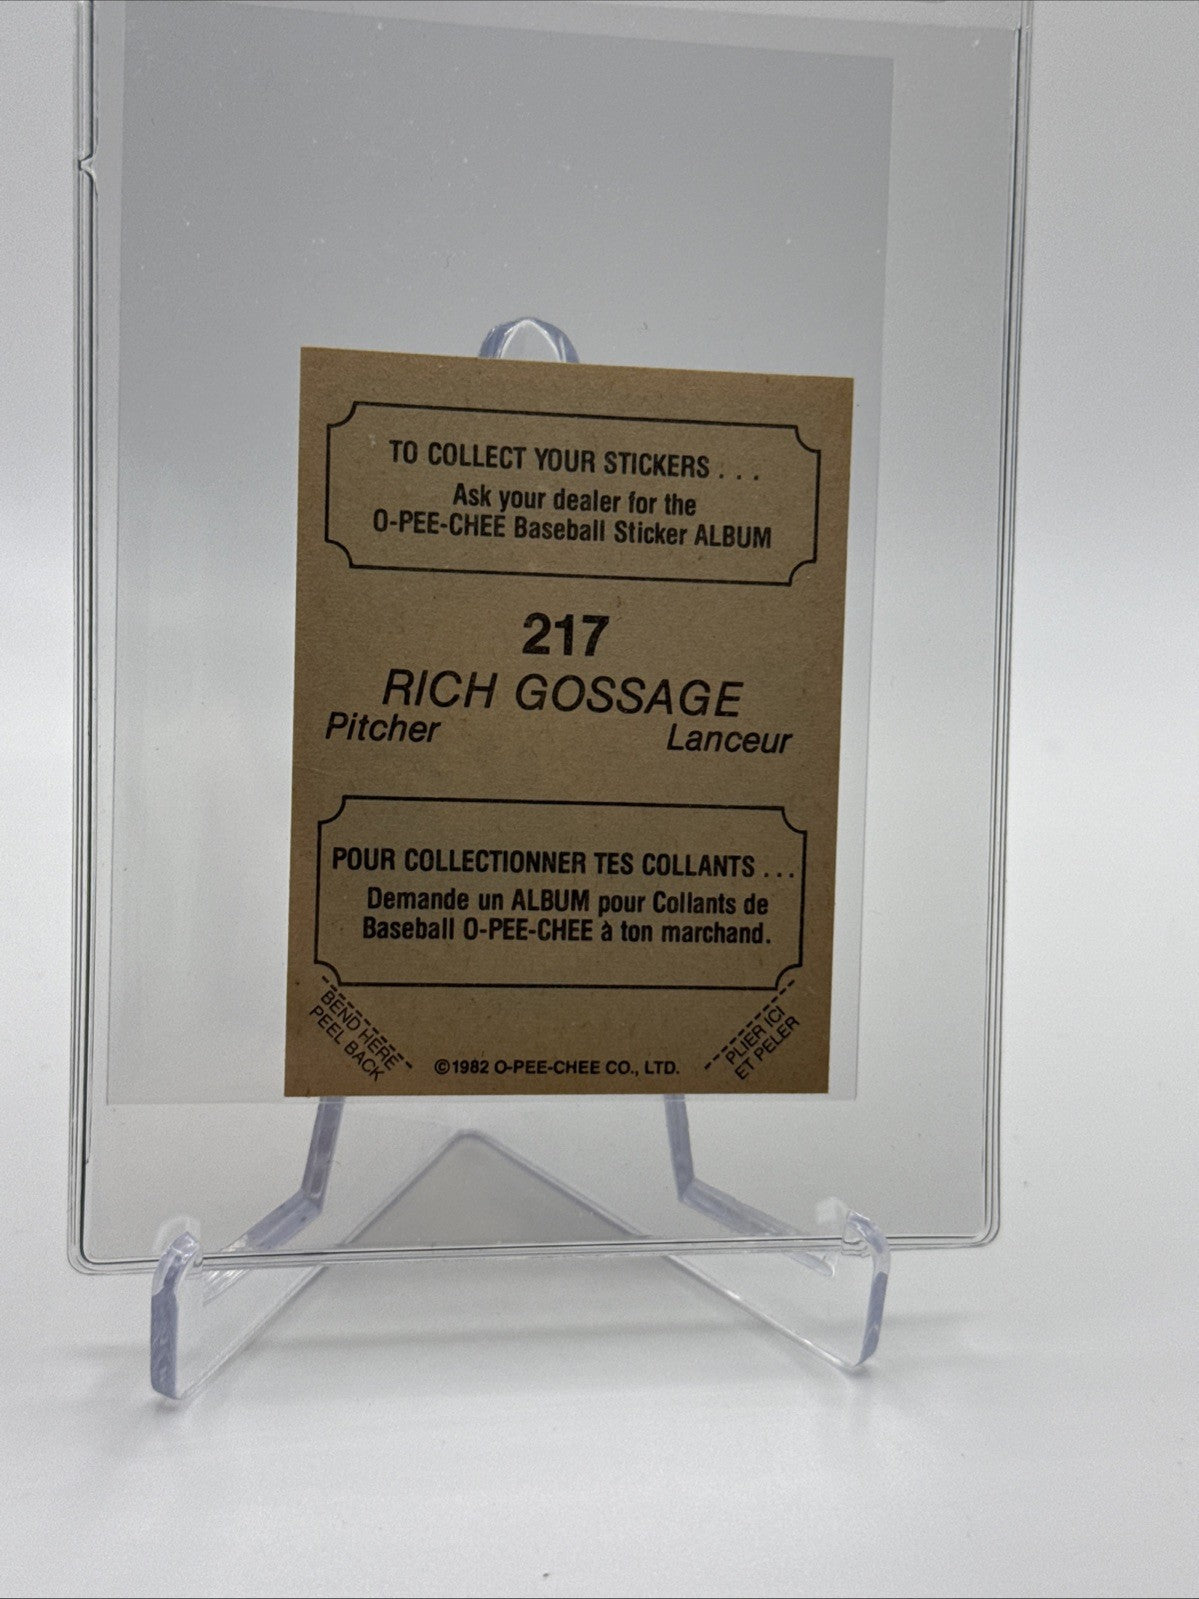 TO COLLECT YOUR STICKERS . . .
Ask your dealer for the
O-PEE-CHEE Baseball Sticker ALBUM
217
RICH GOSSAGE
Pitcher Lanceur
POUR COLLECTIONNER TES COLLANTS . . .
Demande un ALBUM pour Collants de
Baseball O-PEE-CHEE à ton marchand.
BEND HERE
PEEL BACK
©1982 O-PEE-CHEE CO., LTD.
PLIER ICI
ET PELER